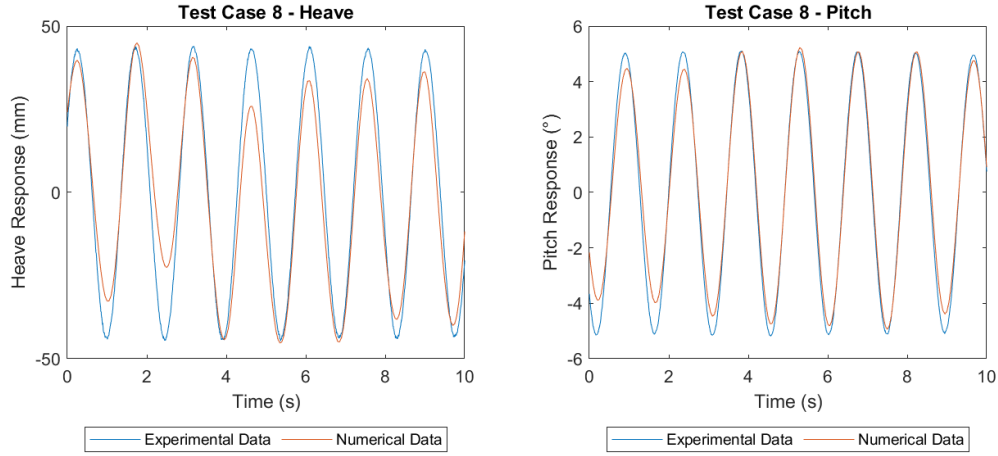 Test Case 8 - Heave
50
0
-50
Heave Response (mm)
0 2 4 6 8 10
Time (s)
Experimental Data Numerical Data
Test Case 8 - Pitch
6
4
2
0
-2
-4
-6
Pitch Response (°)
0 2 4 6 8 10
Time (s)
Experimental Data Numerical Data